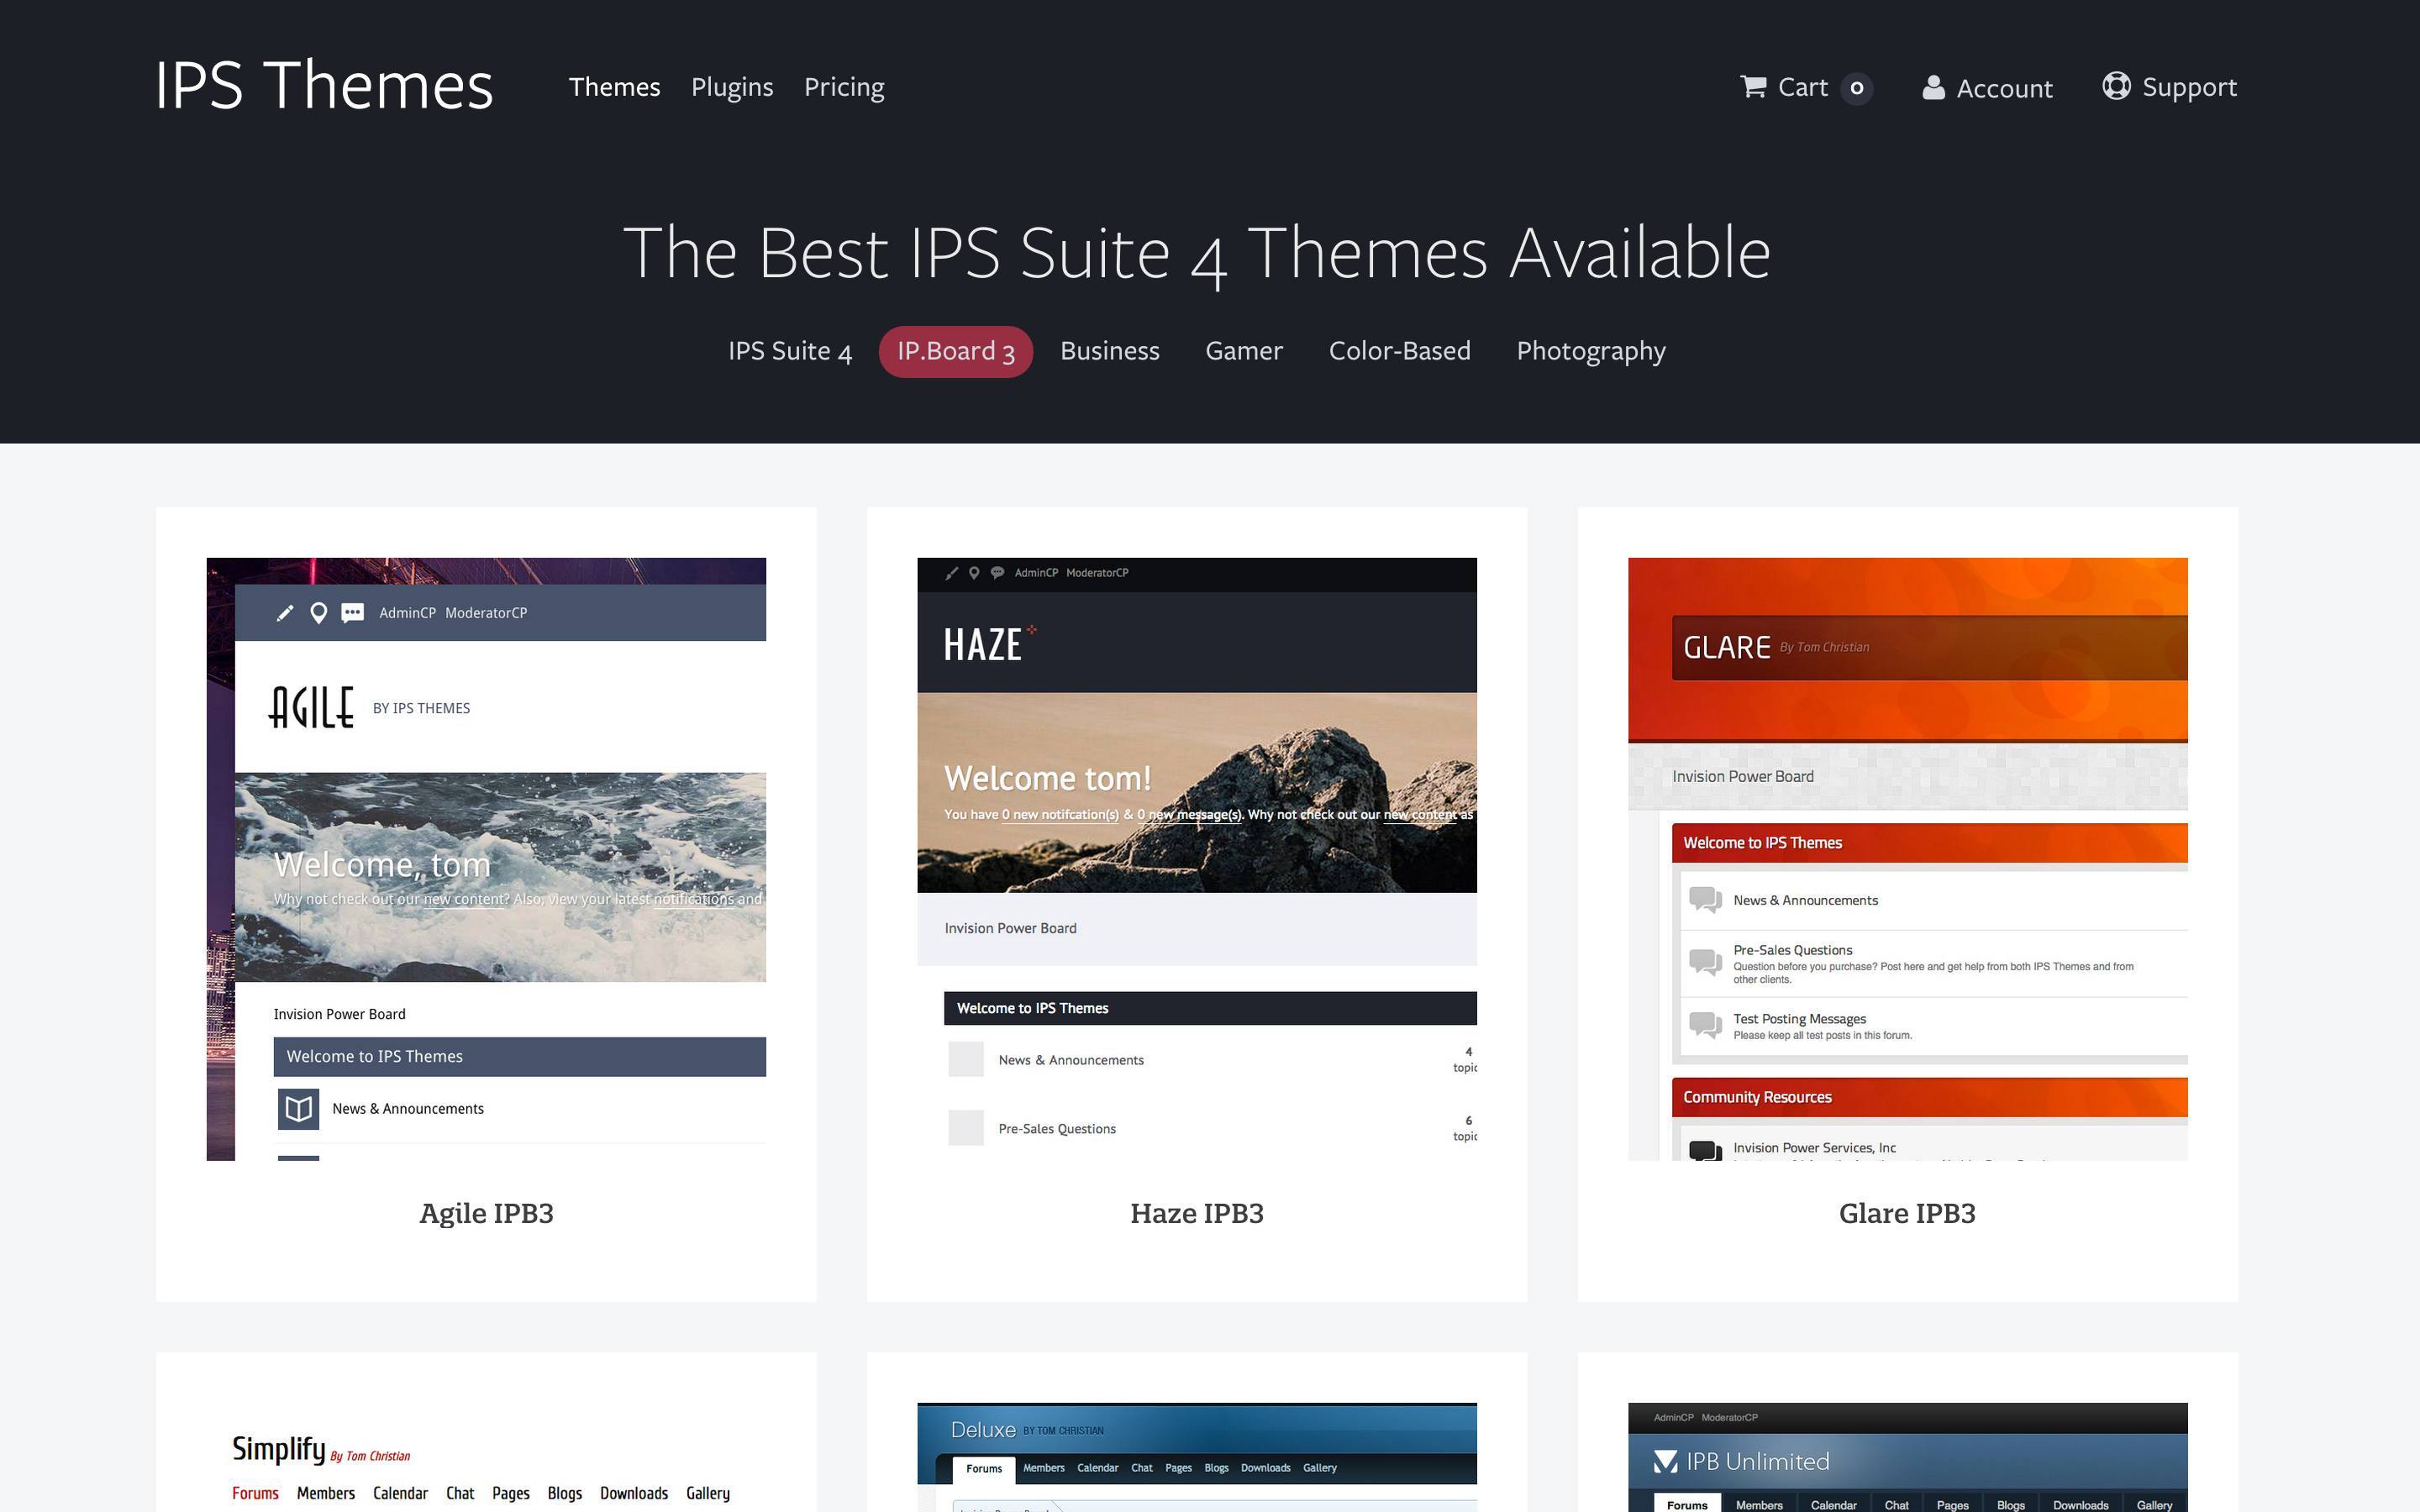 IPS Themes
Themes Plugins Pricing
Cart 0 Account Support
The Best IPS Suite 4 Themes Available
IPS Suite 4 IP.Board 3 Business Gamer Color-Based Photography
AdminCP ModeratorCP
AGILE BY IPS THEMES
Welcome, tom
Why not check out our new content? Also, view your latest notifications and
Invision Power Board
Welcome to IPS Themes
News & Announcements
Agile IPB3
AdminCP ModeratorCP
HAZE
Welcome tom!
You have 0 new notifcation(s) & 0 new message(s). Why not check out our new content as
Invision Power Board
Welcome to IPS Themes
News & Announcements
4
topic
Pre-Sales Questions
6
topic
Haze IPB3
GLARE By Tom Christian
Invision Power Board
Welcome to IPS Themes
News & Announcements
Pre-Sales Questions
Question before you purchase? Post here and get help from both IPS Themes and from
other clients.
Test Posting Messages
Please keep all test posts in this forum.
Community Resources
Invision Power Services, Inc
Glare IPB3
Simplify By Tom Christian
Forums Members Calendar Chat Pages Blogs Downloads Gallery
Deluxe BY TOM CHRISTIAN
Forums Members Calendar Chat Pages Blogs Downloads Gallery
AdminCP ModeratorCP
IPB Unlimited
Forums Members Calendar Chat Pages Blogs Downloads Gallery